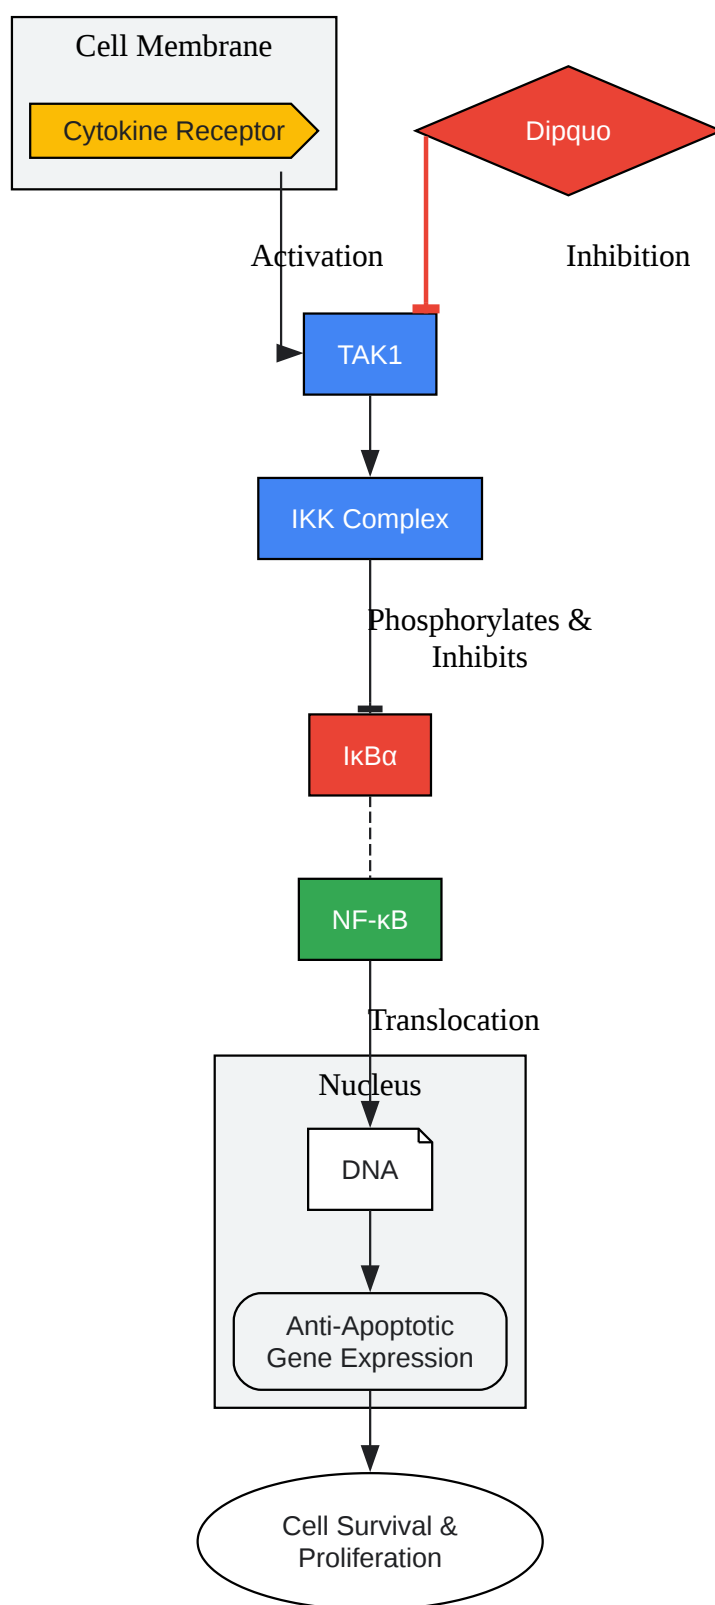 Cell Membrane
Cytokine Receptor
Dipquo
Activation
Inhibition
TAK1
IKK Complex
Phosphorylates &
Inhibits
IκBα
NF-κB
Translocation
Nucleus
DNA
Anti-Apoptotic
Gene Expression
Cell Survival &
Proliferation